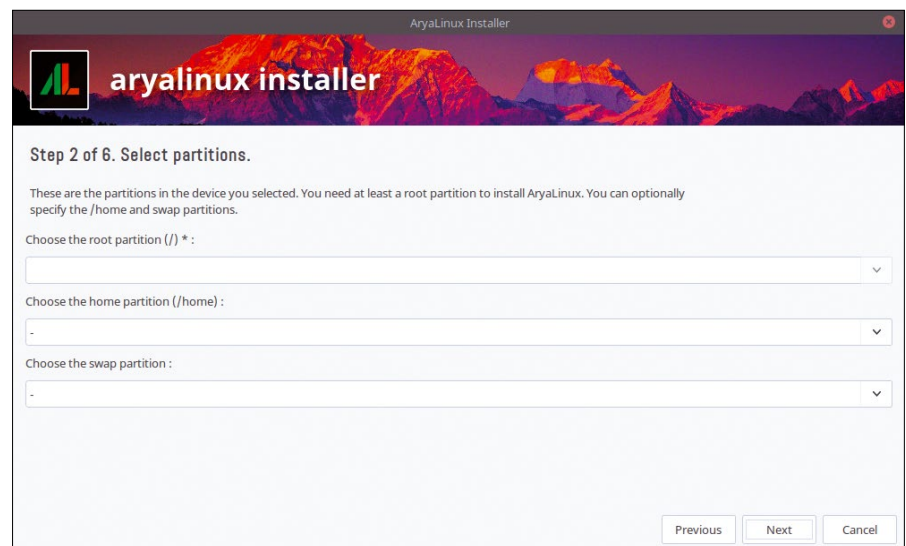 AryaLinux Installer
AL
aryalinux installer
Step 2 of 6. Select partitions.
These are the partitions in the device you selected. You need at least a root partition to install AryaLinux. You can optionally
specify the /home and swap partitions.
Choose the root partition (/) * :
Choose the home partition (/home) :
-
Choose the swap partition :
-
Previous Next Cancel